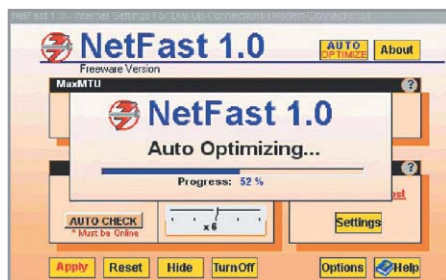 NetFast 1.0 - Internet Settings For Dial Up Connections (Modem Connections)
NetFast 1.0
Freeware Version
AUTO
OPTIMIZE
About
MaxMTU
?
NetFast 1.0
Auto Optimizing...
Progress: 52 %
?
AUTO CHECK
* Must be Online
x 6
Settings
Apply
Reset
Hide
TurnOff
Options
?Help